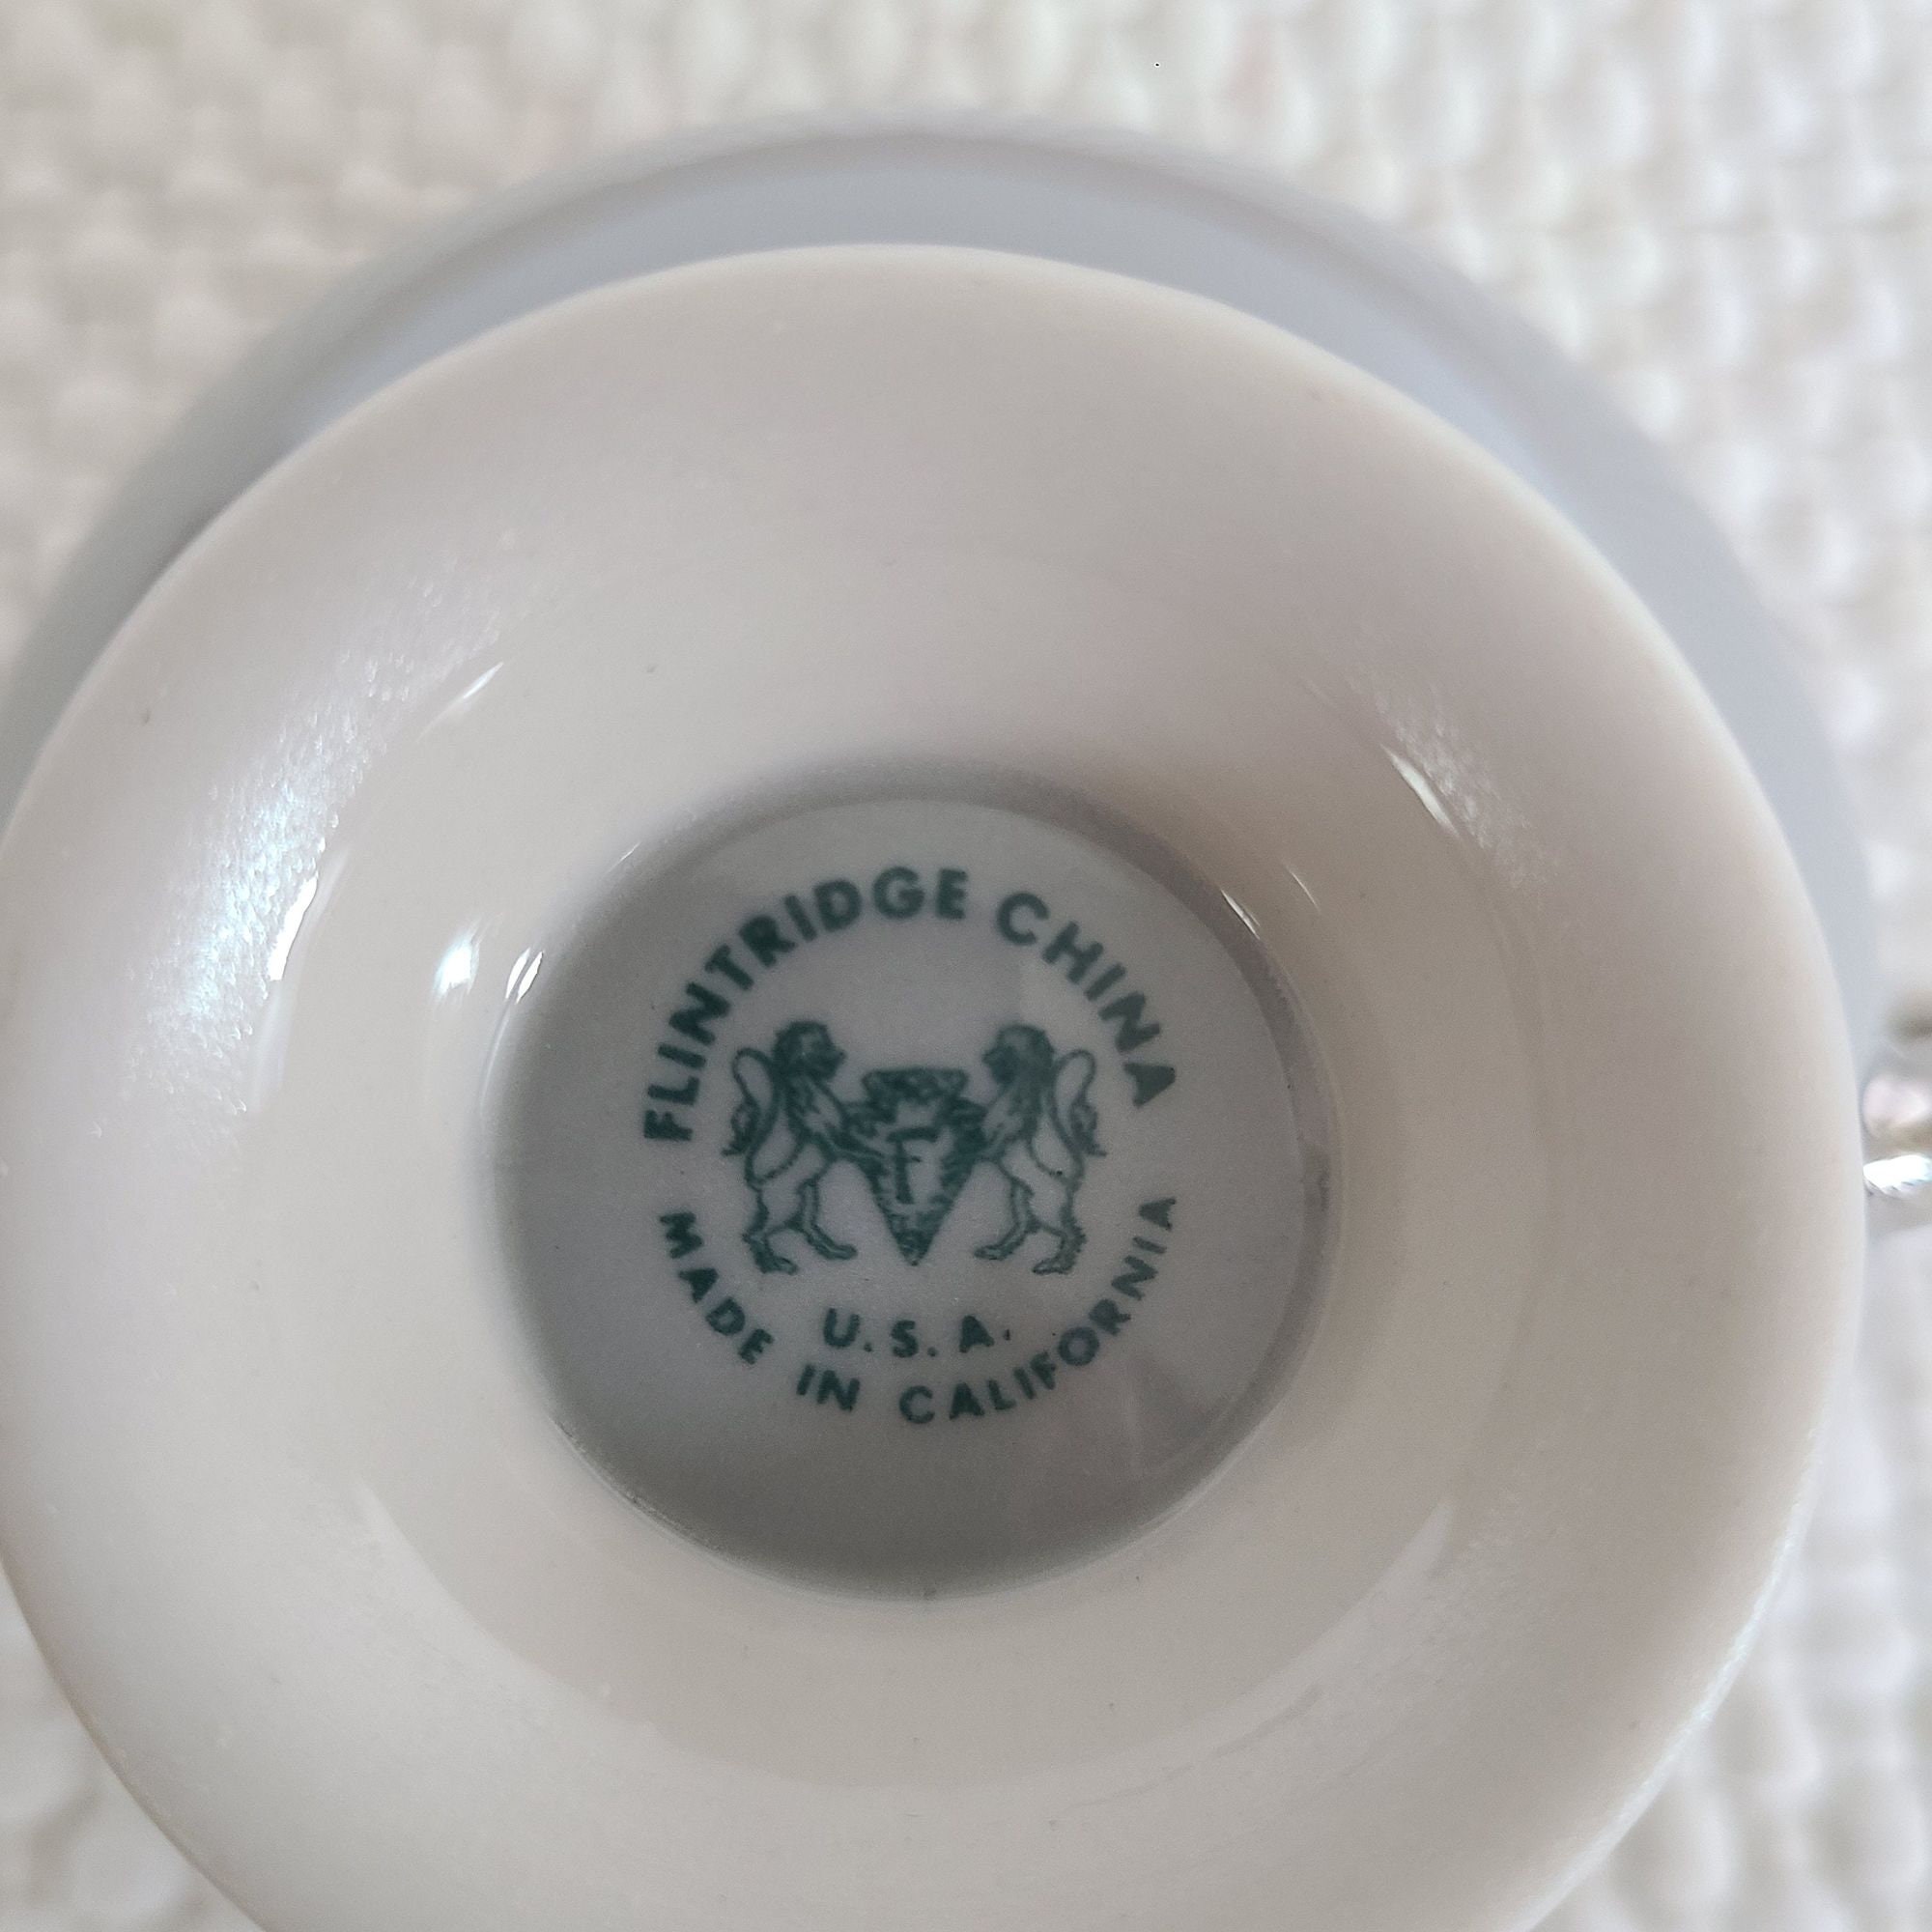 FLINTRIDGE CHINA
F
U.S.A.
MADE IN CALIFORNIA